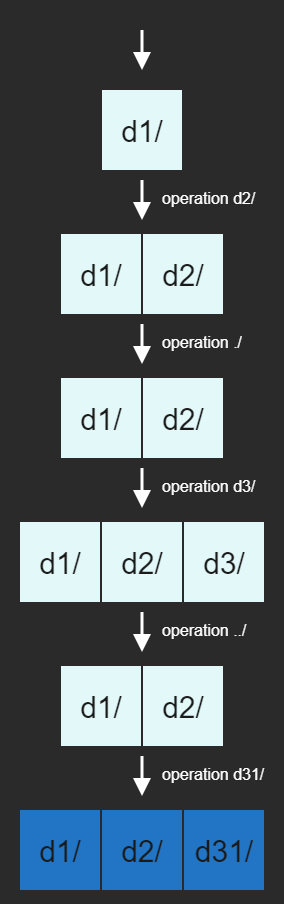 d1/
operation d2/
d1/ d2/
operation ./
d1/ d2/
operation d3/
d1/ d2/ d3/
operation ../
d1/ d2/
operation d31/
d1/ d2/ d31/